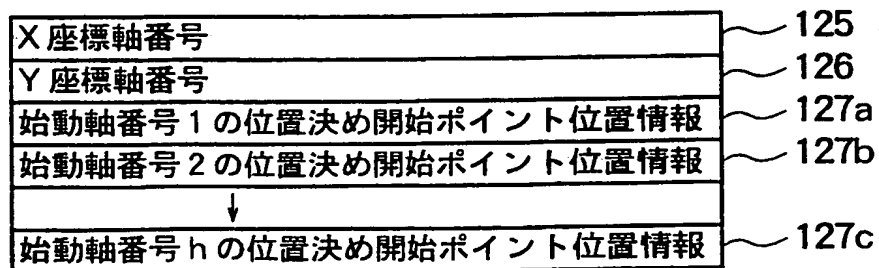 X座標軸番号 125
Y座標軸番号 126
始動軸番号1の位置決め開始ポイント位置情報 127a
始動軸番号2の位置決め開始ポイント位置情報 127b
↓
始動軸番号hの位置決め開始ポイント位置情報 127c